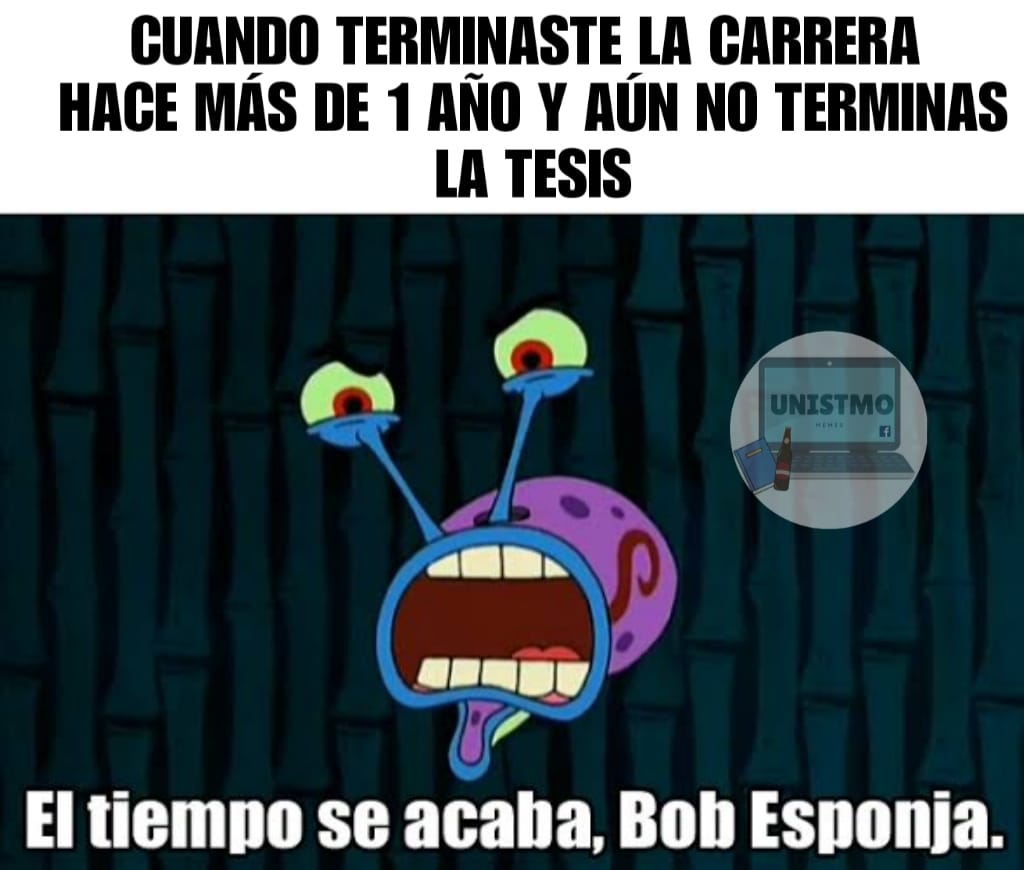 CUANDO TERMINASTE LA CARRERA
HACE MÁS DE 1 AÑO Y AÚN NO TERMINAS
LA TESIS
UNISTMO
MEMES
El tiempo se acaba, Bob Esponja.